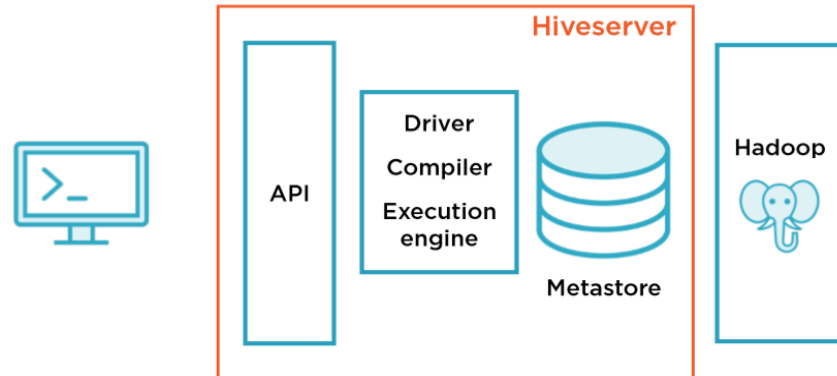 Hiveserver
API
Driver
Compiler
Execution
engine
Metastore
Hadoop
>_